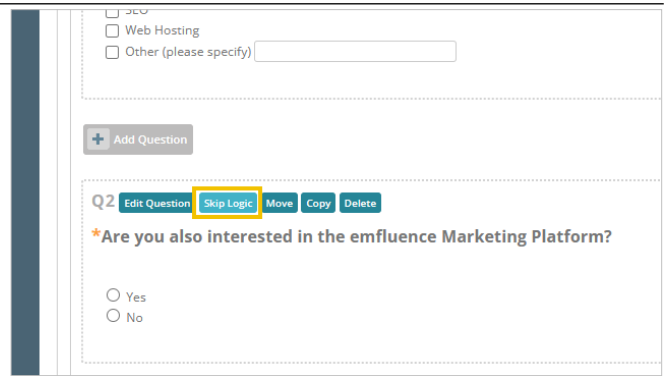 SEO
Web Hosting
Other (please specify)
+ Add Question
Q2 Edit Question Skip Logic Move Copy Delete
*Are you also interested in the emfluence Marketing Platform?
Yes
No